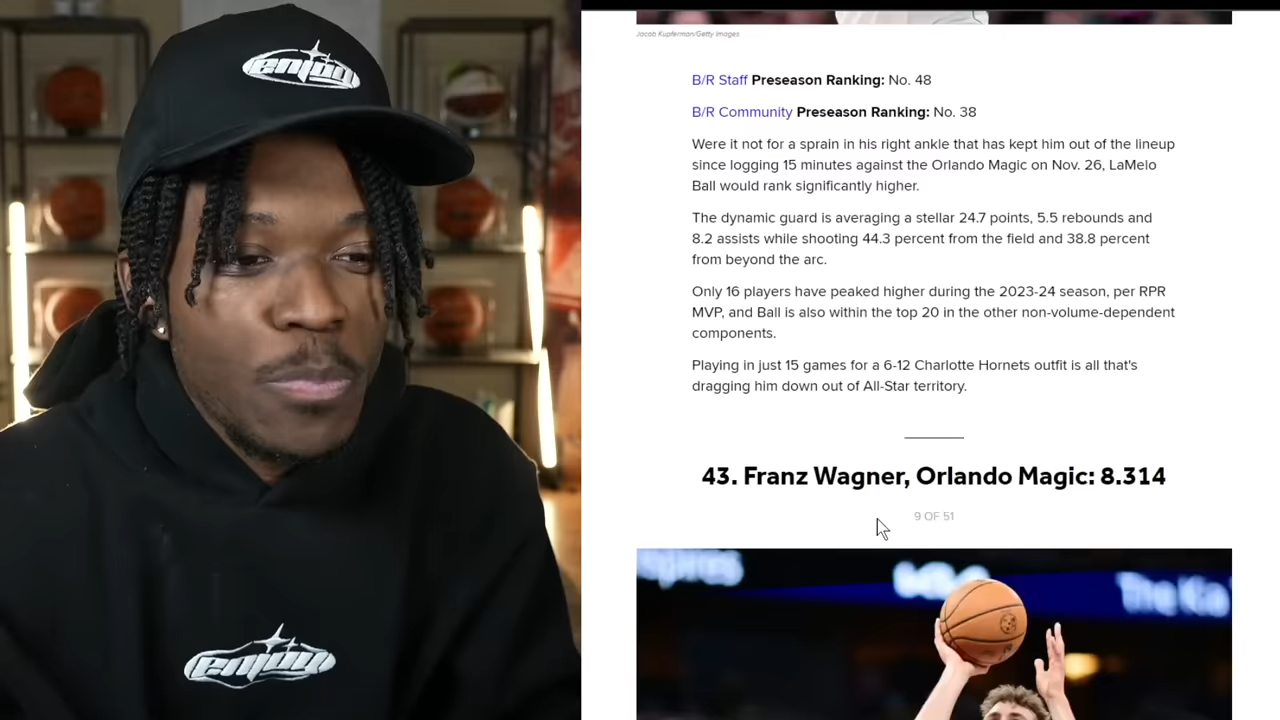 enjoy
enjoy
Jacob Kupferman/Getty Images
B/R Staff Preseason Ranking: No. 48
B/R Community Preseason Ranking: No. 38
Were it not for a sprain in his right ankle that has kept him out of the lineup
since logging 15 minutes against the Orlando Magic on Nov. 26, LaMelo
Ball would rank significantly higher.
The dynamic guard is averaging a stellar 24.7 points, 5.5 rebounds and
8.2 assists while shooting 44.3 percent from the field and 38.8 percent
from beyond the arc.
Only 16 players have peaked higher during the 2023-24 season, per RPR
MVP, and Ball is also within the top 20 in the other non-volume-dependent
components.
Playing in just 15 games for a 6-12 Charlotte Hornets outfit is all that's
dragging him down out of All-Star territory.
43. Franz Wagner, Orlando Magic: 8.314
9 OF 51
The Kia